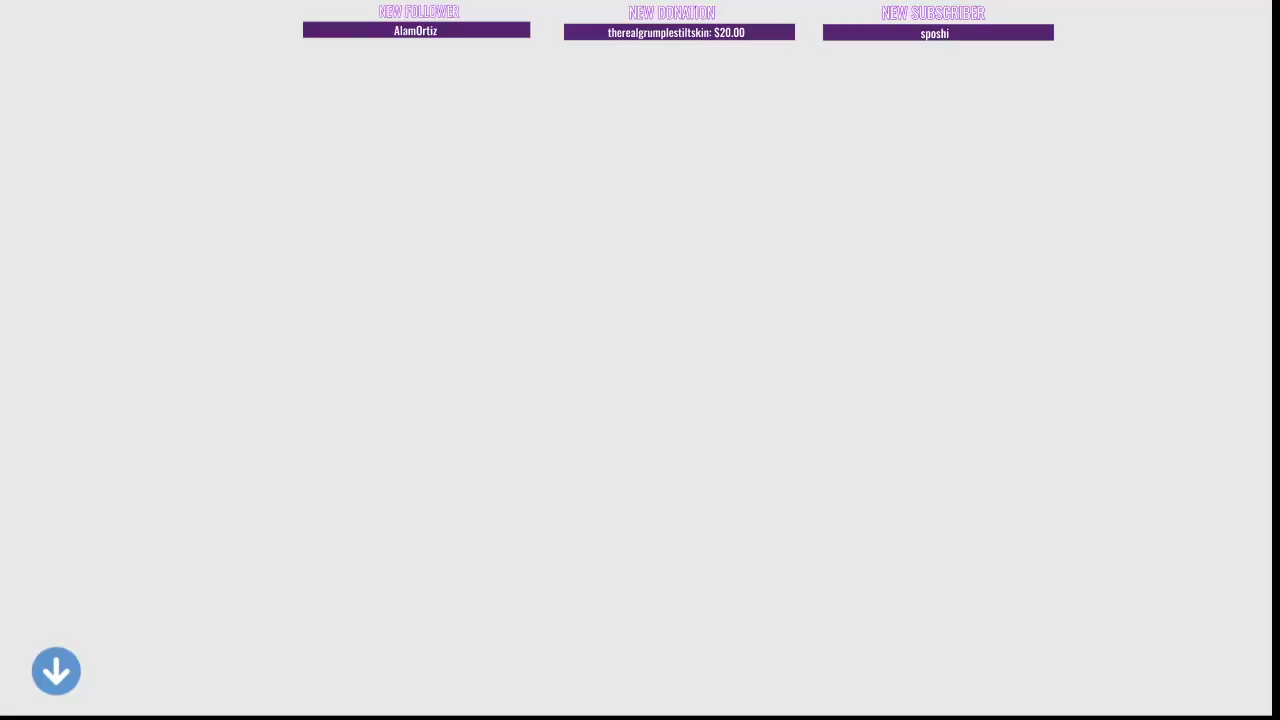 NEW FOLLOWER
AlamOrtiz
NEW DONATION
therealgrumplestiltskin: $20.00
NEW SUBSCRIBER
sposhi